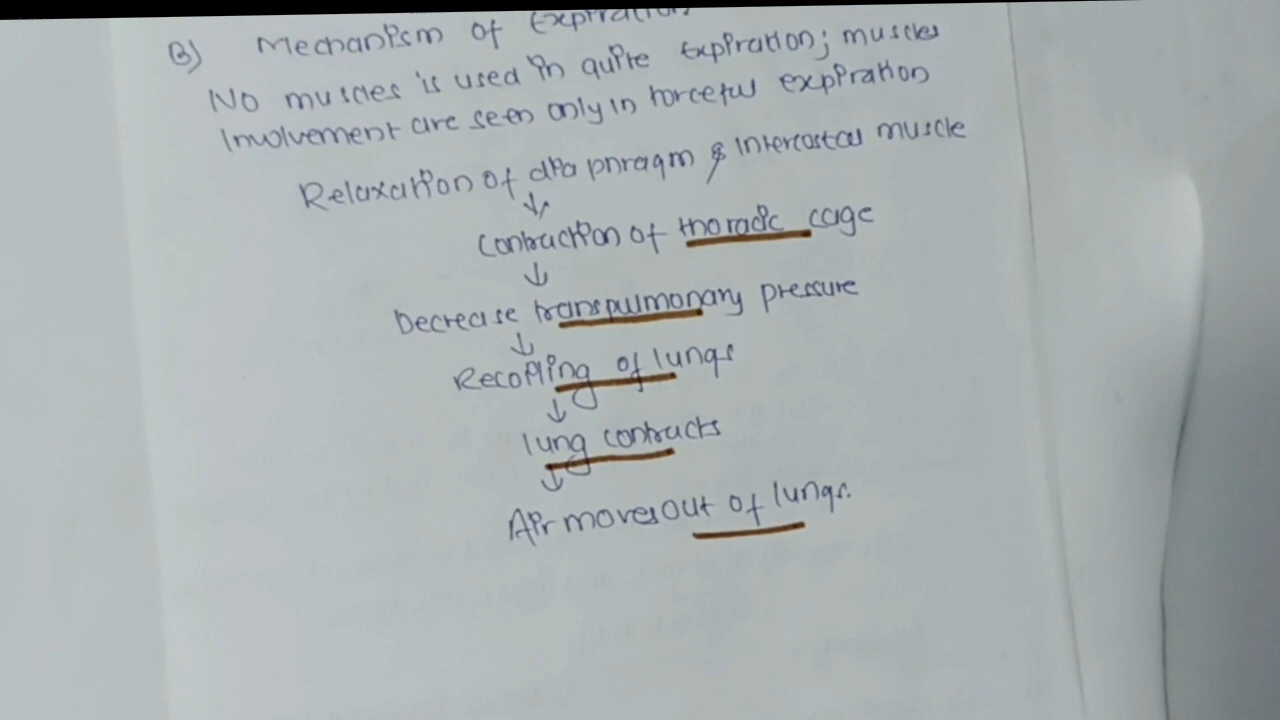 B) Mechanism of Expiration
No muscles is used in quite Expiration; muscles
Involvement are seen only in forceful expiration
Relaxation of diaphragm & Intercostal muscle
↓
Contraction of thoracic cage
↓
Decrease transpulmonary pressure
↓
Recoiling of lungs
↓
lung contracts
↓
Air moves out of lungs.